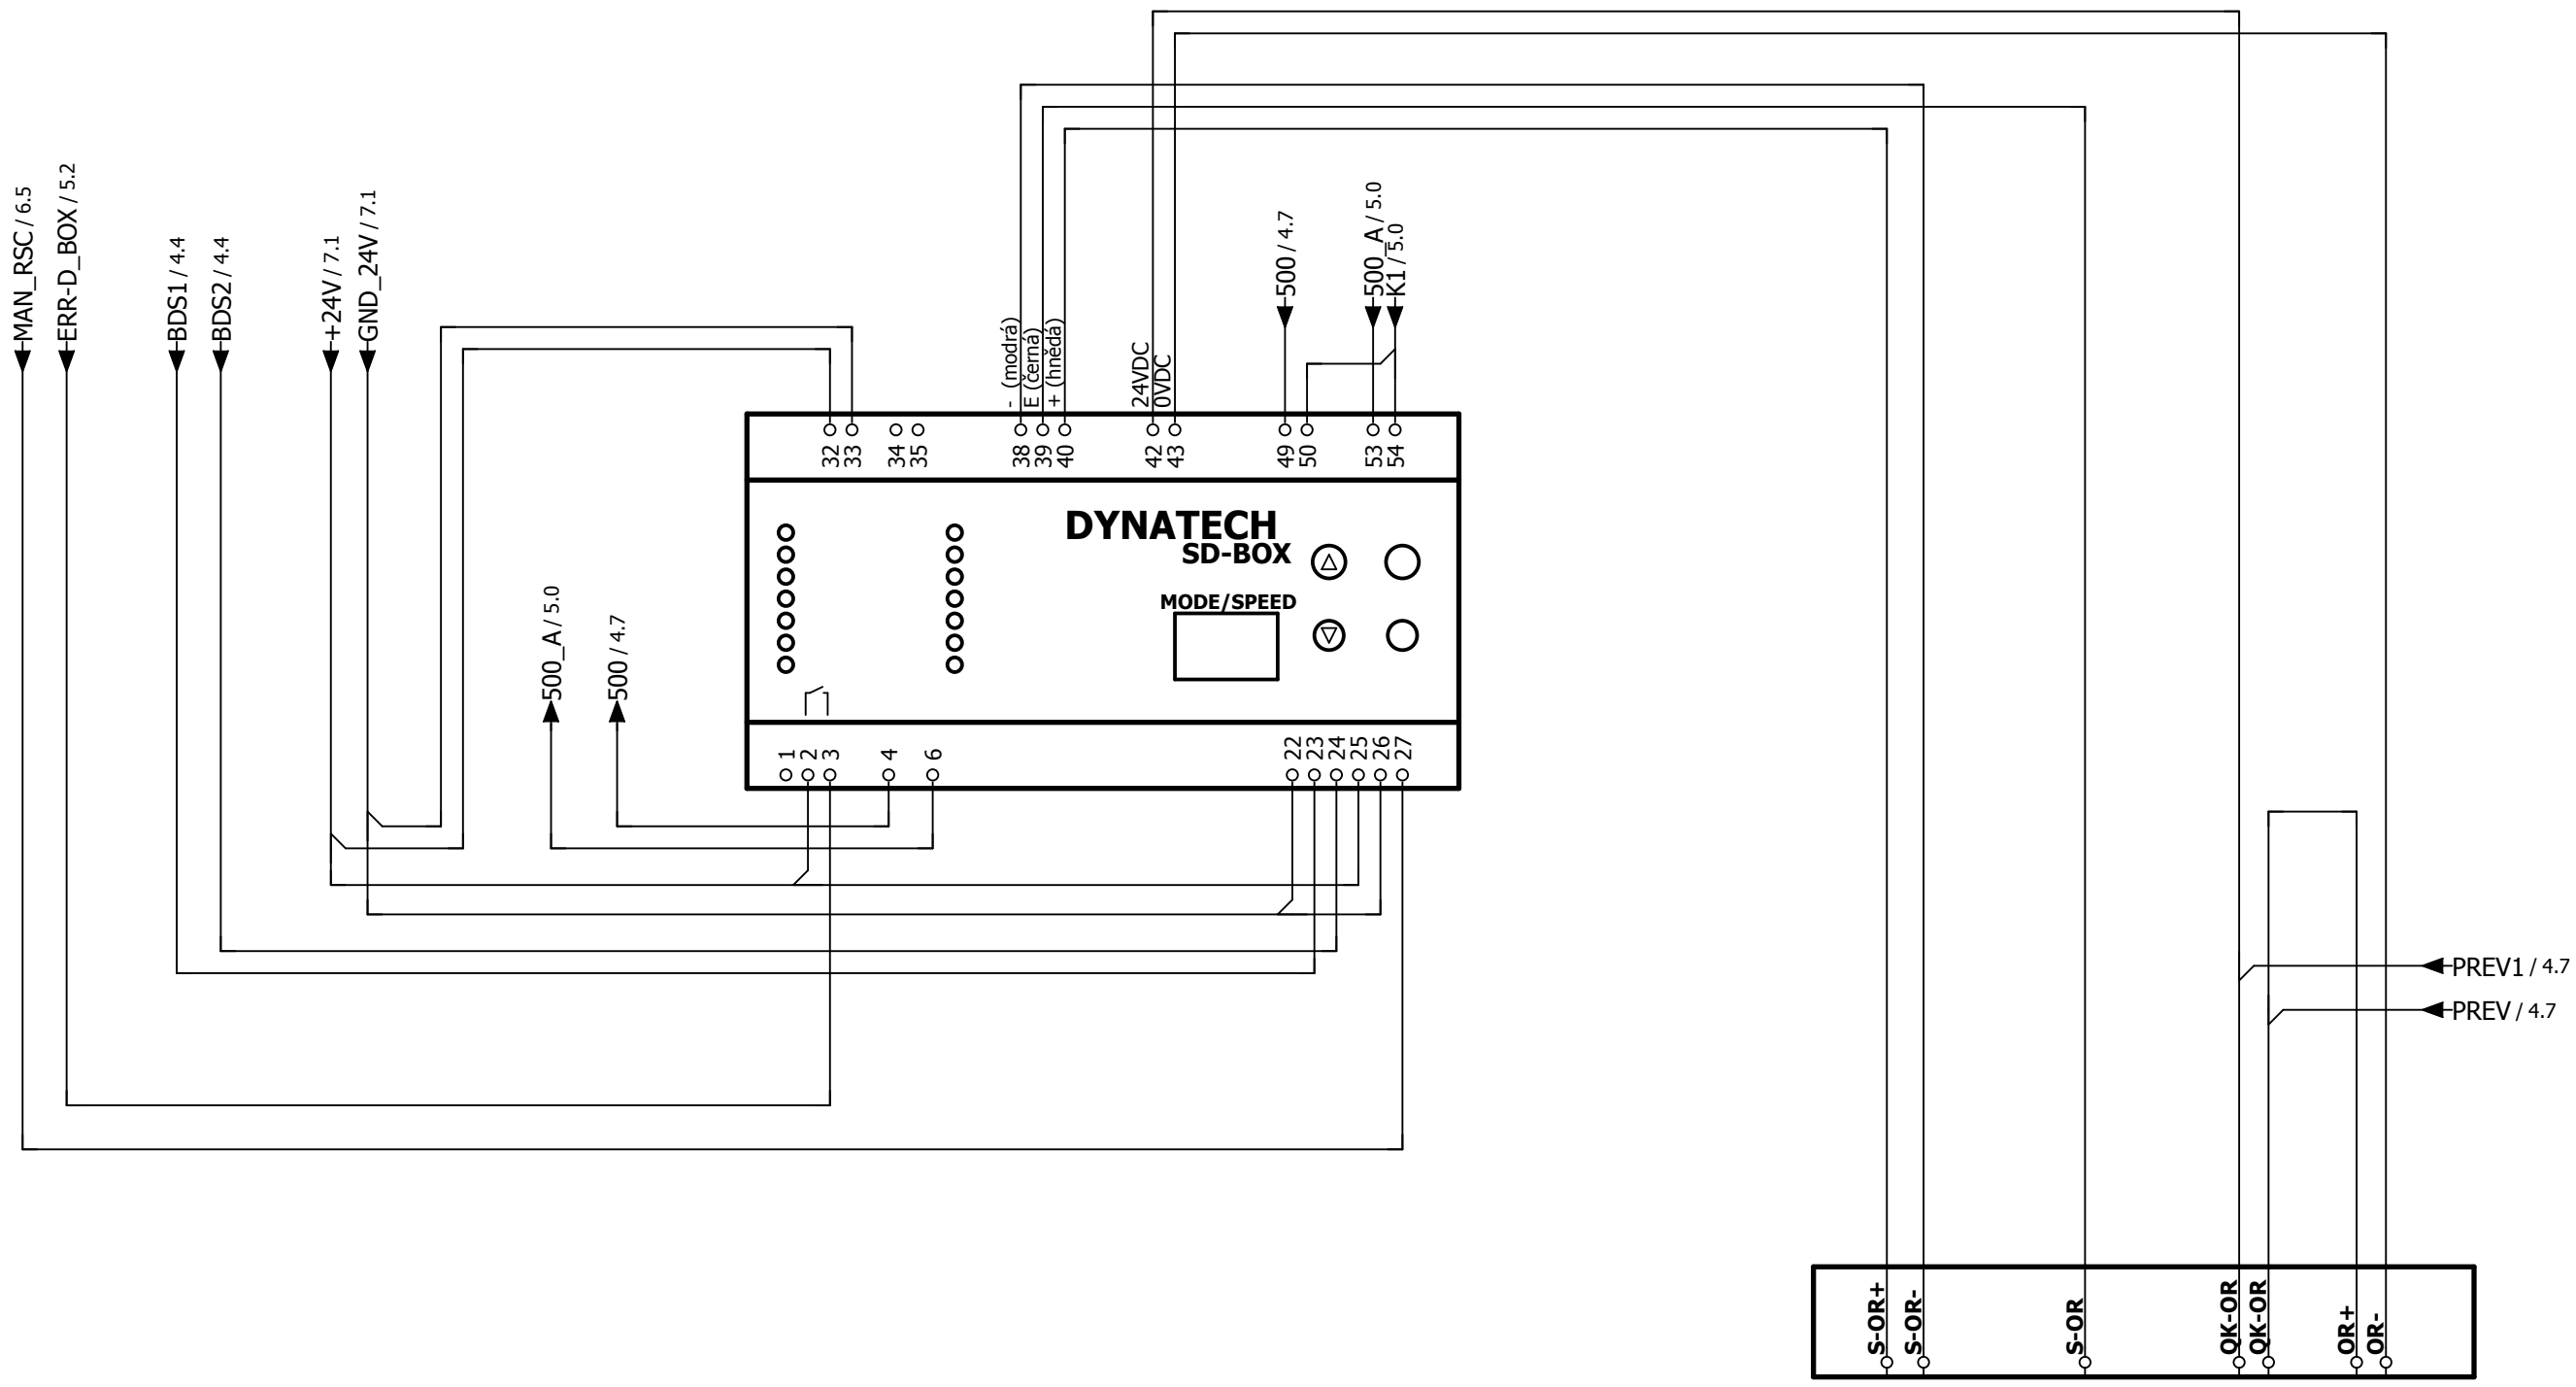 MAN_RSC / 6.5
ERR-D_BOX / 5.2
BDS1 / 4.4
BDS2 / 4.4
+24V / 7.1
GND_24V / 7.1
- (modrá)
E (černá)
+ (hnědá)
24VDC
0VDC
500 / 4.7
500_A / 5.0
K1 / 5.0
32
33
34
35
38
39
40
42
43
49
50
53
54
DYNATECH
SD-BOX
MODE/SPEED
500_A / 5.0
500 / 4.7
1
2
3
4
6
22
23
24
25
26
27
PREV1 / 4.7
PREV / 4.7
S-OR+
S-OR-
S-OR
QK-OR
QK-OR
OR+
OR-